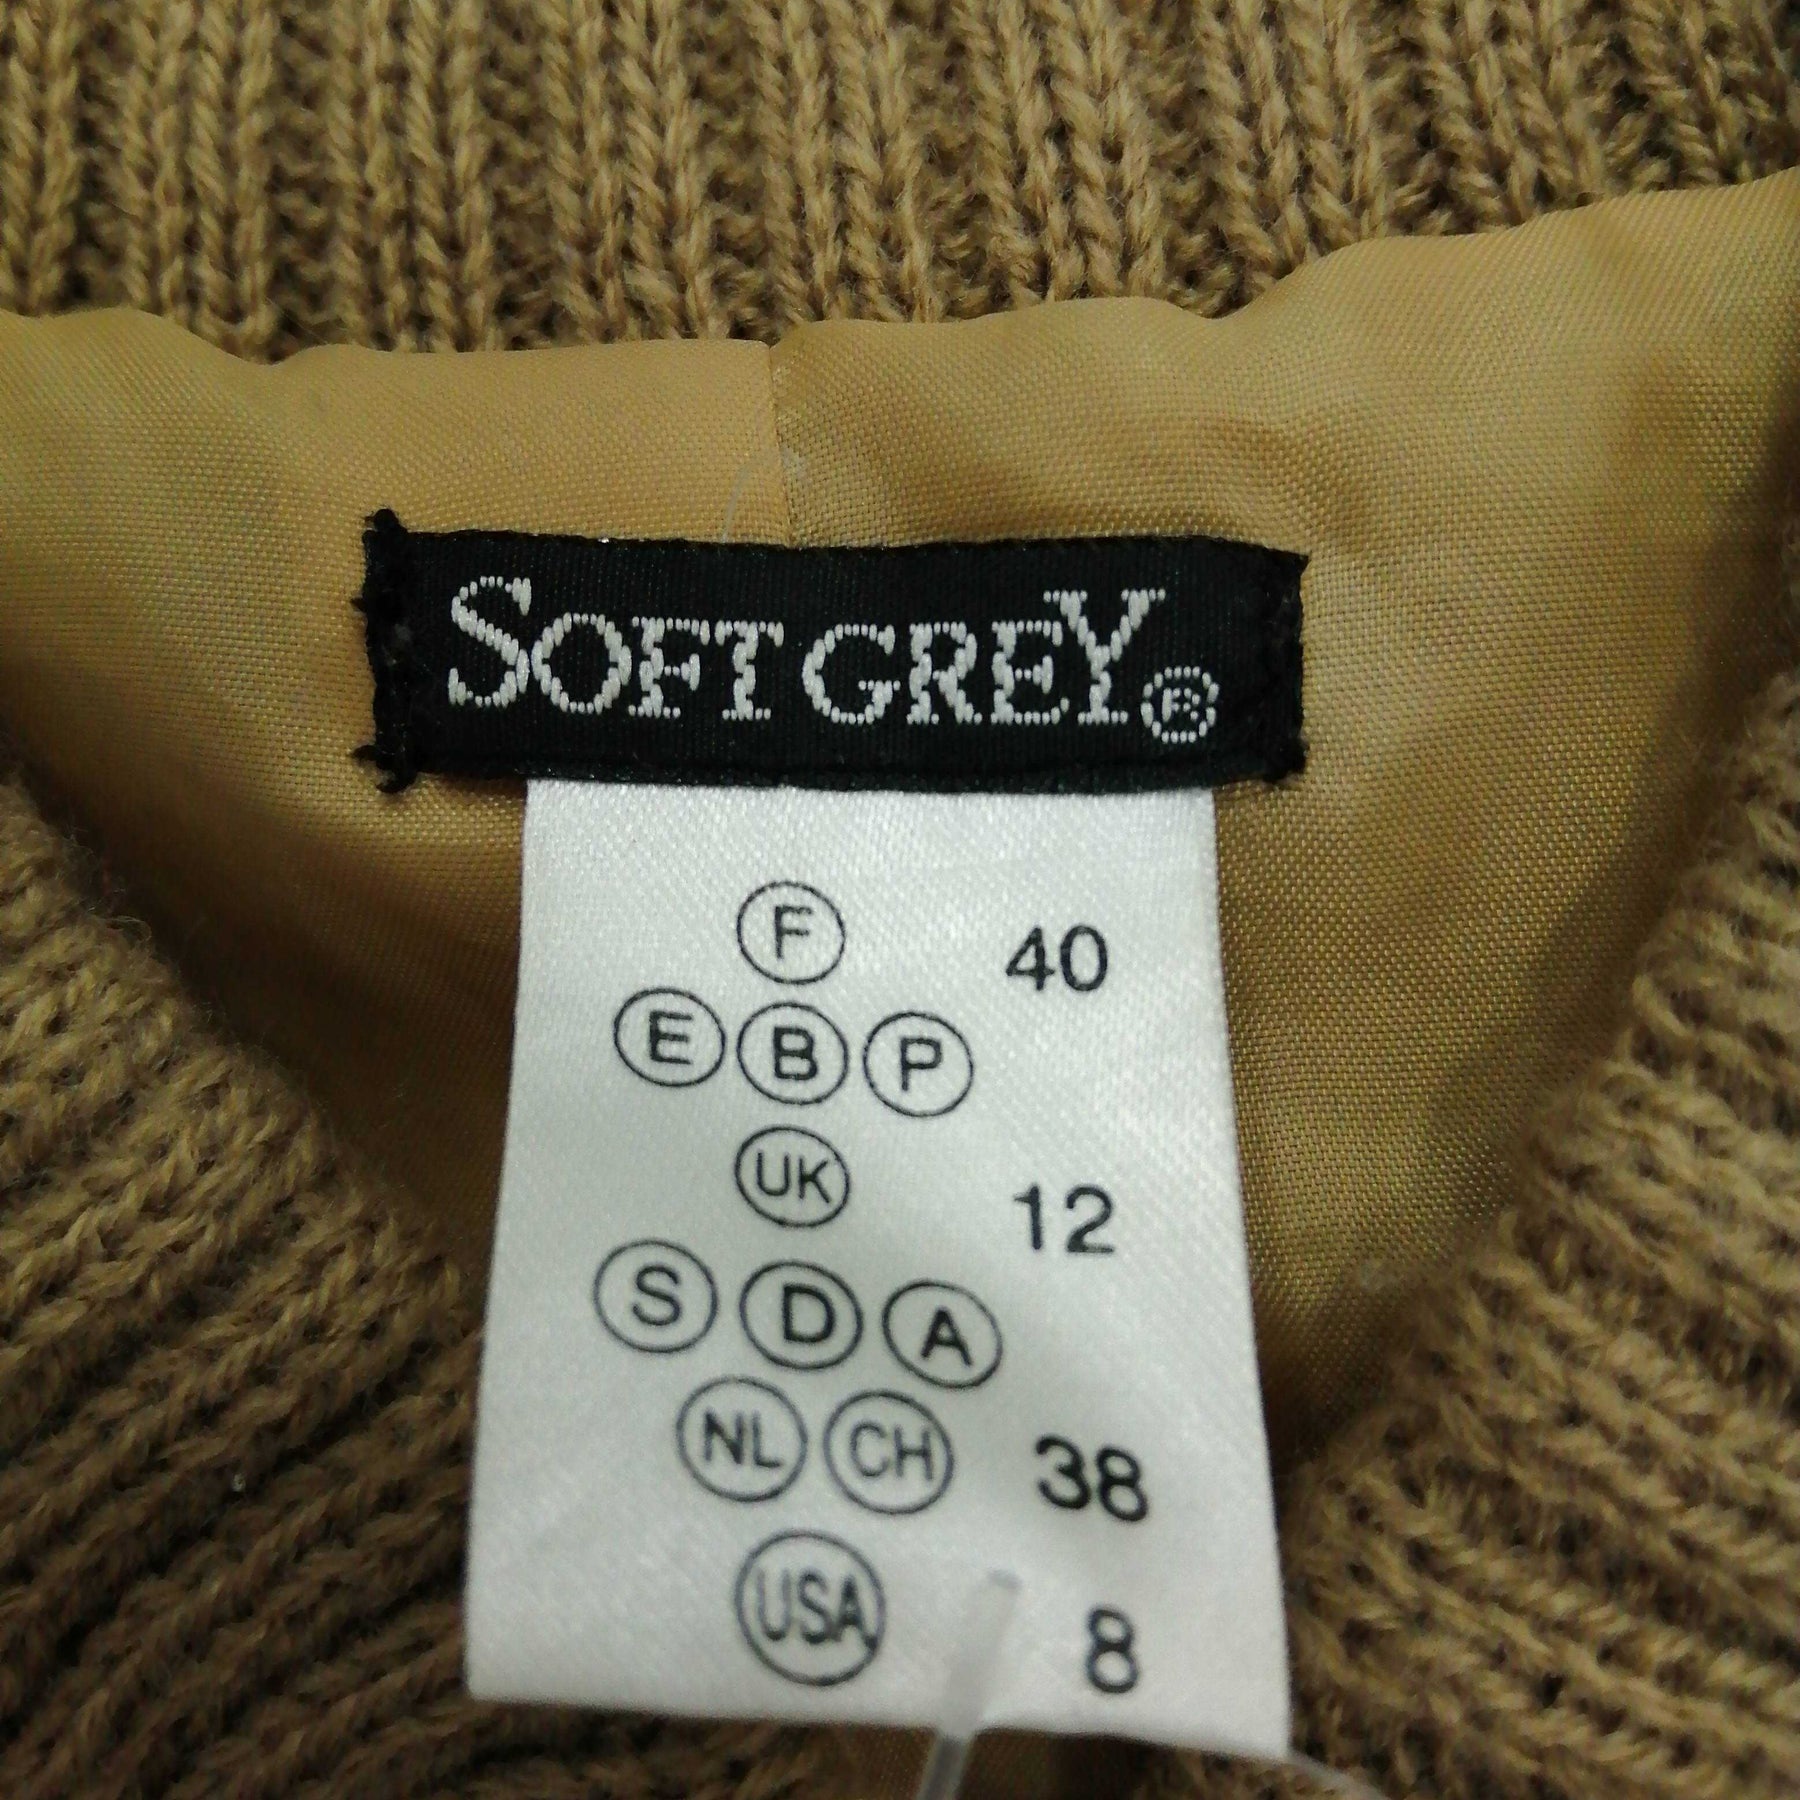 SOFT GREY ®
F 40
E B P
UK 12
S D A
NL CH 38
USA 8